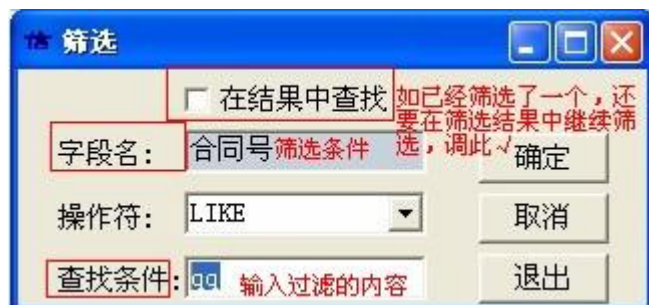 筛选
在结果中查找 如已经筛选了一个，还
要在筛选结果中继续筛
选，调此√
字段名： 合同号筛选条件 确定
操作符： LIKE 取消
查找条件： gg 输入过滤的内容 退出